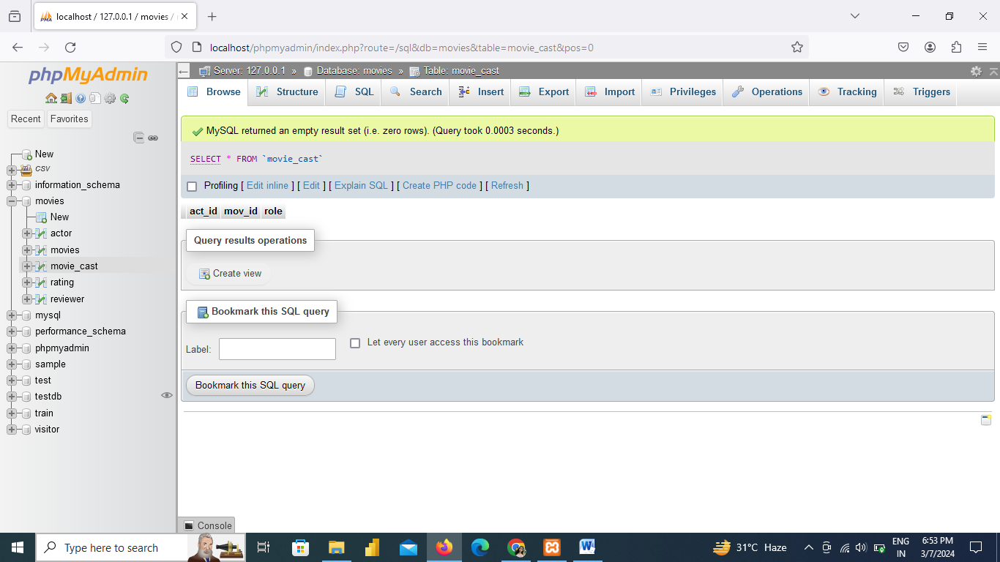 localhost / 127.0.0.1 / movies /
localhost/phpmyadmin/index.php?route=/sql&db=movies&table=movie_cast&pos=0
phpMyAdmin
Recent
Favorites
New
csv
information_schema
movies
New
actor
movies
movie_cast
rating
reviewer
mysql
performance_schema
phpmyadmin
sample
test
testdb
train
visitor
Server: 127.0.0.1 » Database: movies » Table: movie_cast
Browse Structure SQL Search Insert Export Import Privileges Operations Tracking Triggers
MySQL returned an empty result set (i.e. zero rows). (Query took 0.0003 seconds.)
SELECT * FROM `movie_cast`
Profiling [ Edit inline ] [ Edit ] [ Explain SQL ] [ Create PHP code ] [ Refresh ]
act_id mov_id role
Query results operations
Create view
Bookmark this SQL query
Label:
Let every user access this bookmark
Bookmark this SQL query
Console
Type here to search
31°C Haze
ENG
IN
6:53 PM
3/7/2024